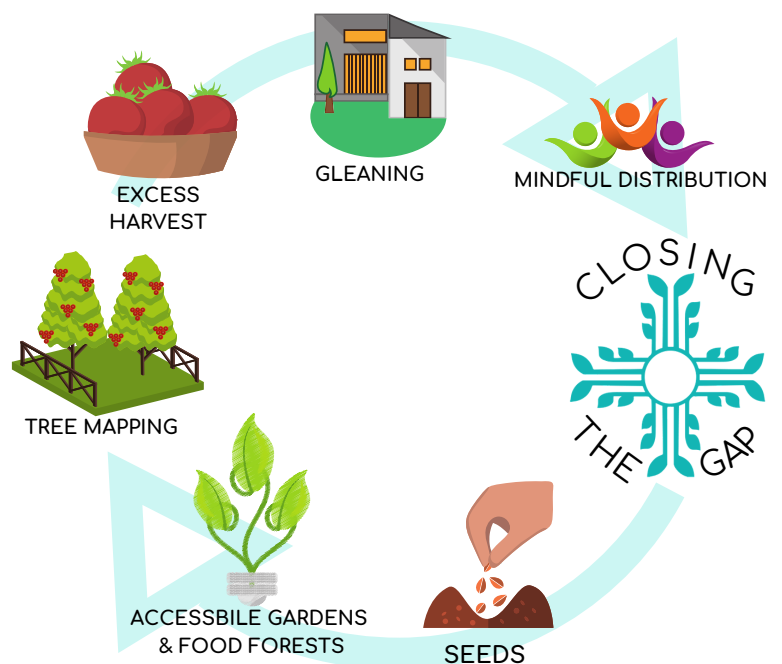 EXCESS
HARVEST
GLEANING
MINDFUL DISTRIBUTION
CLOSING
THE GAP
SEEDS
ACCESSBILE GARDENS
& FOOD FORESTS
TREE MAPPING